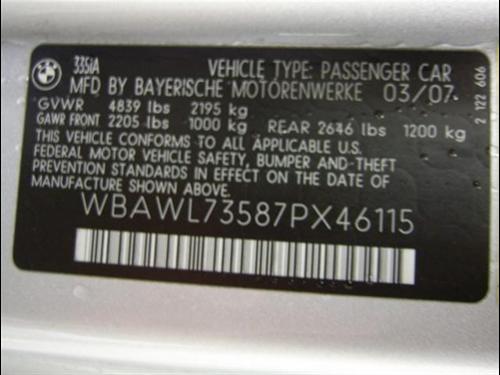 BMW
335iA VEHICLE TYPE: PASSENGER CAR
MFD BY BAYERISCHE MOTORENWERKE 03/07
GVWR 4839 lbs 2195 kg
GAWR FRONT 2205 lbs 1000 kg REAR 2646 lbs 1200 kg
THIS VEHICLE CONFORMS TO ALL APPLICABLE U.S.
FEDERAL MOTOR VEHICLE SAFETY, BUMPER AND THEFT
PREVENTION STANDARDS IN EFFECT ON THE DATE OF
MANUFACTURE SHOWN ABOVE.
WBAWL73587PX46115
2 122 606